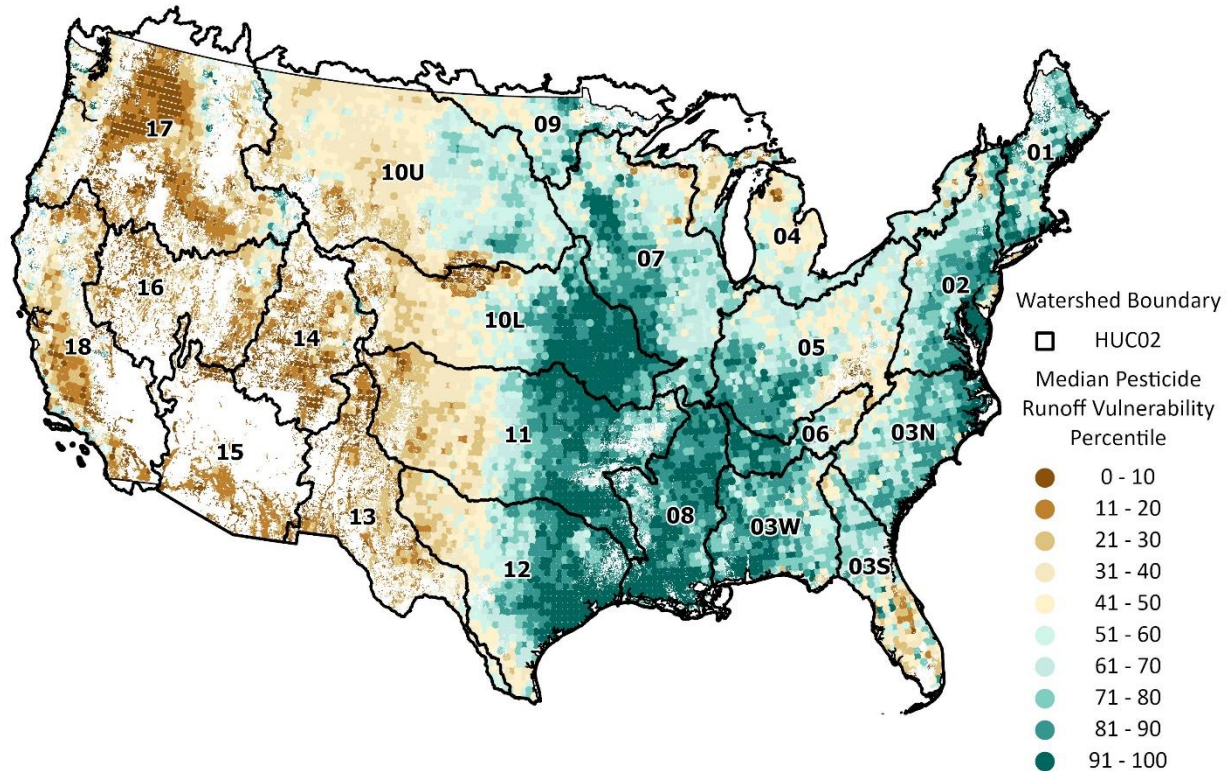 17
09
01
10U
04
07
16
02
10L
14
18
05
11
06
03N
15
13
08
03W
12
03S
Watershed Boundary
HUC02
Median Pesticide
Runoff Vulnerability
Percentile
0 - 10
11 - 20
21 - 30
31 - 40
41 - 50
51 - 60
61 - 70
71 - 80
81 - 90
91 - 100